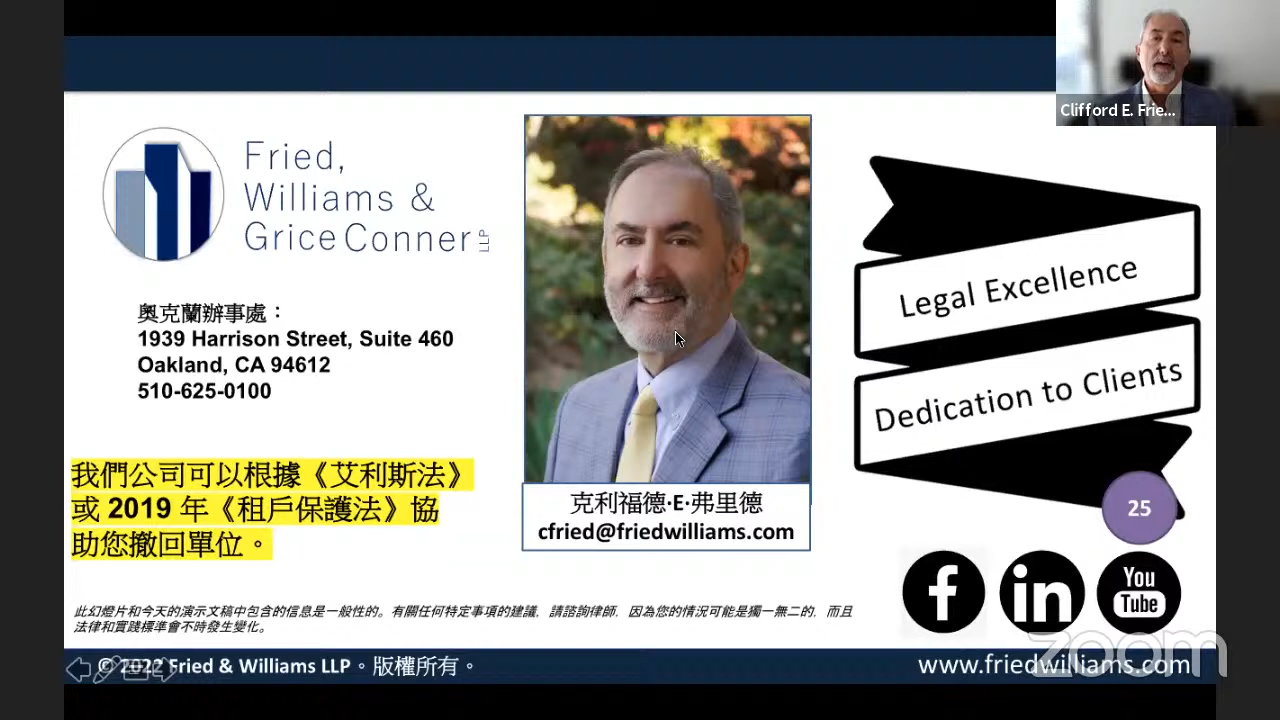 Clifford E. Frie...
Fried,
Williams &
Grice Conner LLP
奧克蘭辦事處：
1939 Harrison Street, Suite 460
Oakland, CA 94612
510-625-0100
我們公司可以根據《艾利斯法》
或 2019 年《租戶保護法》協
助您撤回單位。
克利福德·E·弗里德
cfried@friedwilliams.com
Legal Excellence
Dedication to Clients
25
f
in
You
Tube
此幻燈片和今天的演示文稿中包含的信息是一般性的。有關任何特定事項的建議，請諮詢律師，因為您的情況可能是獨一無二的，而且
法律和實踐標準會不時發生變化。
© 2022 Fried & Williams LLP。版權所有。
www.friedwilliams.com
zoom